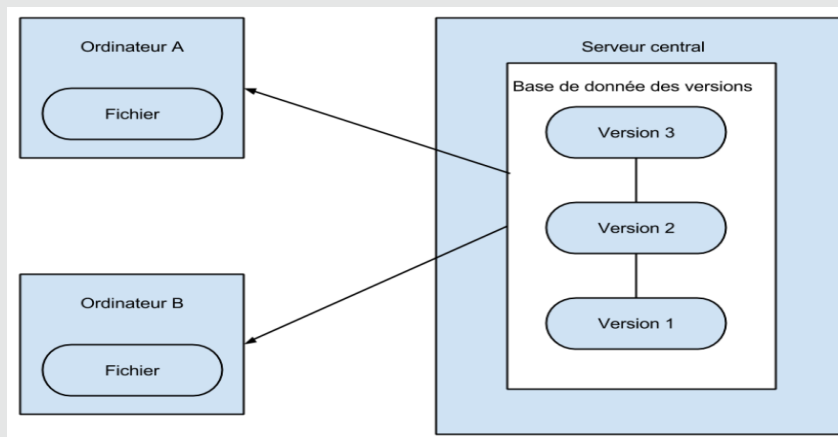 Ordinateur A
Fichier
Serveur central
Base de donnée des versions
Version 3
Version 2
Version 1
Ordinateur B
Fichier